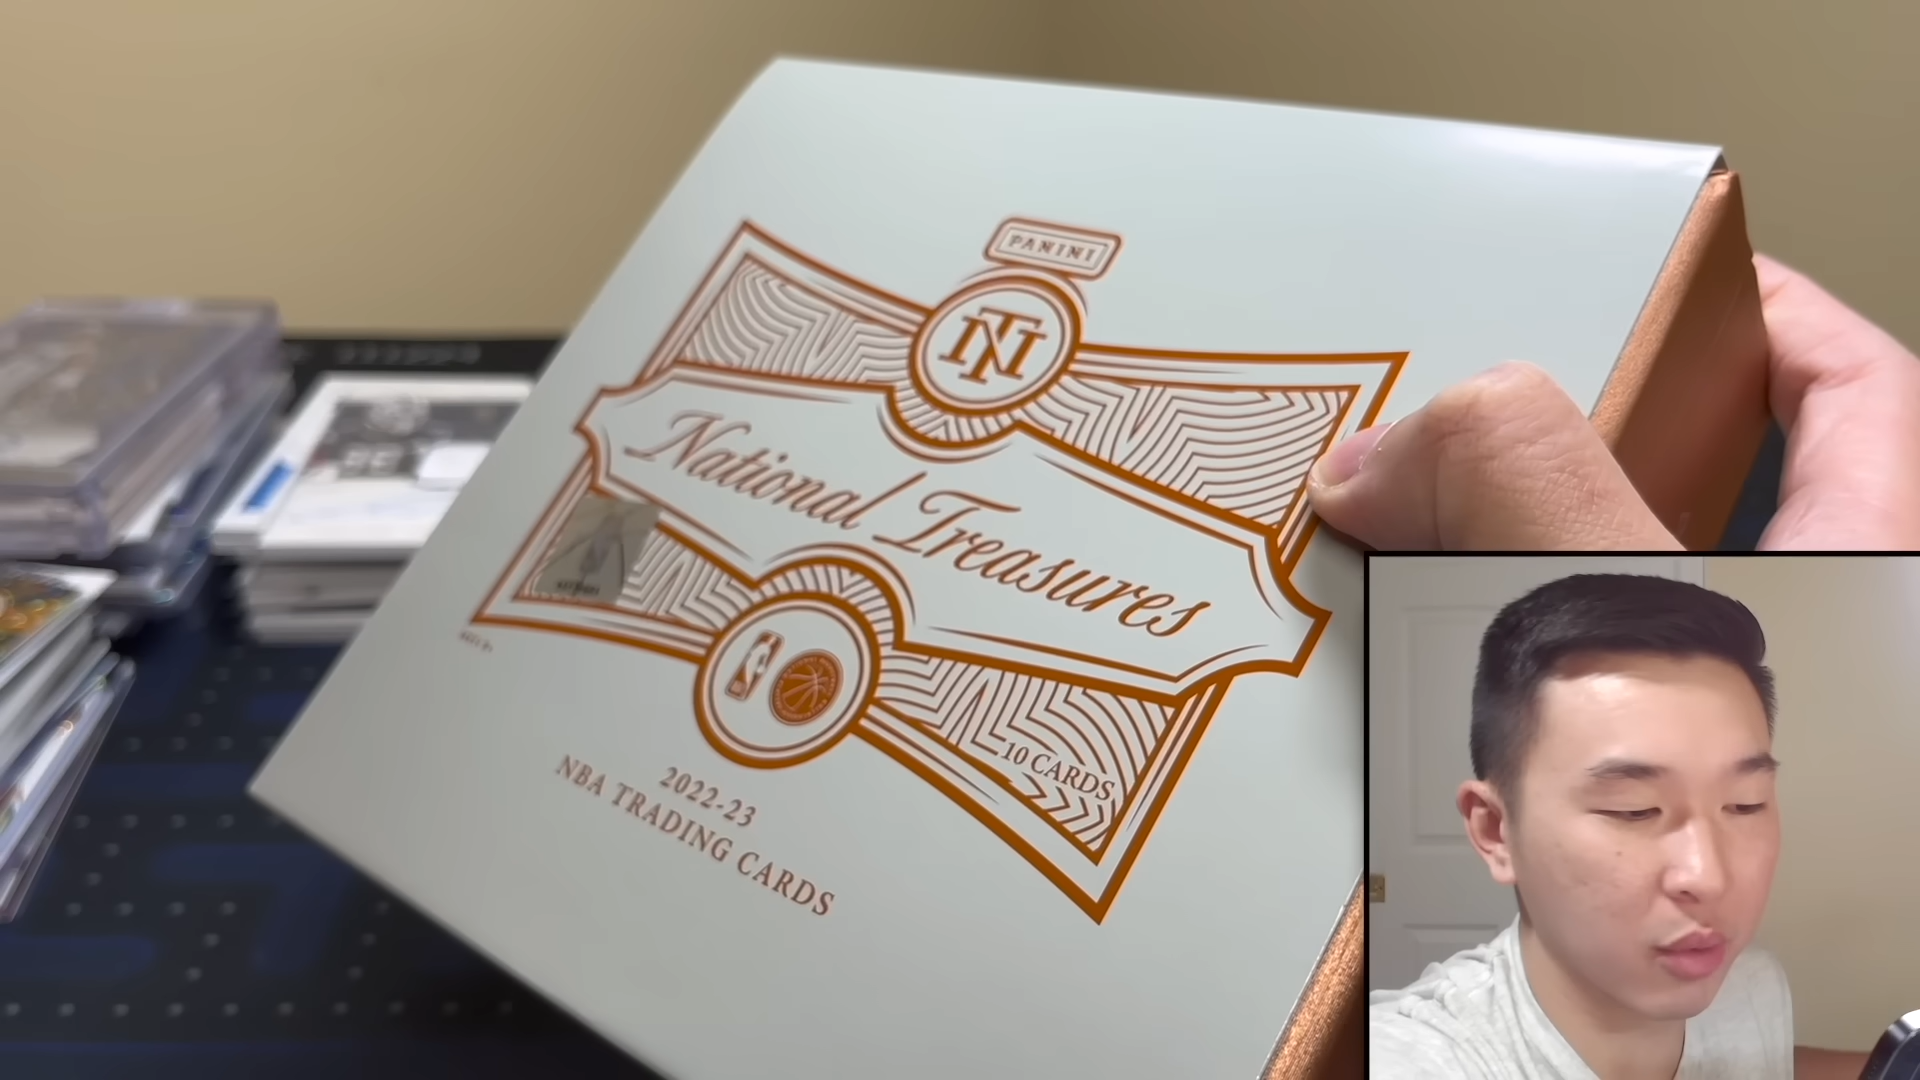 PANINI
NT
National Treasures
10 CARDS
2022-23
NBA TRADING CARDS